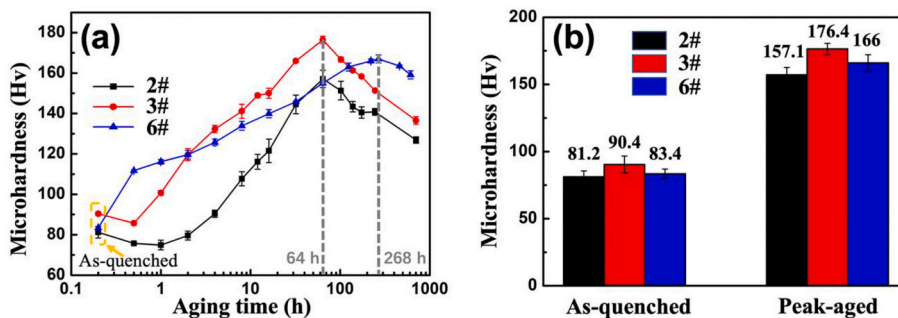 (a)
180
160
140
120
100
80
60
Microhardness (Hv)
2#
3#
6#
As-quenched
64 h
268 h
0.1 1 10 100 1000
Aging time (h)
(b)
200
150
100
50
0
Microhardness (Hv)
2#
3#
6#
81.2 90.4 83.4
157.1 176.4 166
As-quenched Peak-aged